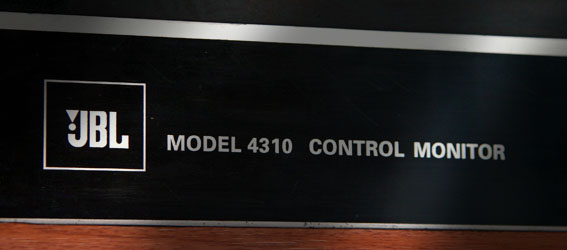 JBL MODEL 4310 CONTROL MONITOR